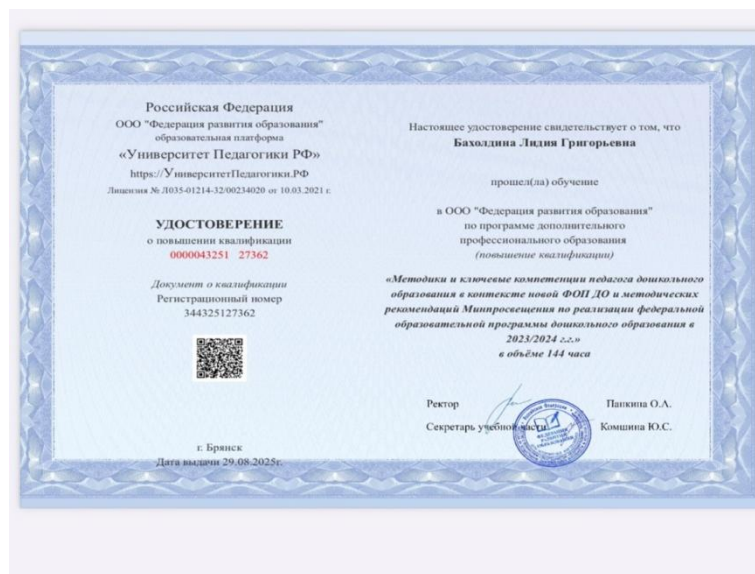 Российская Федерация
ООО "Федерация развития образования"
образовательная платформа
«Университет Педагогики РФ»
https://УниверситетПедагогики.РФ
Лицензия № Л035-01214-32/00234020 от 10.03.2021 г.
УДОСТОВЕРЕНИЕ
о повышении квалификации
0000043251 27362
Документ о квалификации
Регистрационный номер
344325127362
г. Брянск
Дата выдачи 29.08.2025г.
Настоящее удостоверение свидетельствует о том, что
Бахолдина Лидия Григорьевна
прошел(ла) обучение
в ООО "Федерация развития образования"
по программе дополнительного
профессионального образования
(повышение квалификации)
«Методики и ключевые компетенции педагога дошкольного
образования в контексте новой ФОП ДО и методических
рекомендаций Минпросвещения по реализации федеральной
образовательной программы дошкольного образования в
2023/2024 г.г.»
в объёме 144 часа
Ректор Папкина О.А.
Секретарь учебной части Комшина Ю.С.
ФЕДЕРАЦИЯ
РАЗВИТИЯ
ОБРАЗОВАНИЯ